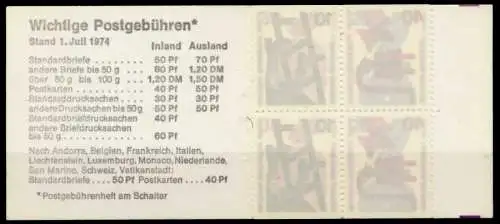 Wichtige Postgebühren*
Stand 1. Juli 1974 Inland Ausland
Standardbriefe . . . . . . . . 50 Pf 70 Pf
andere Briefe bis 50 g . . . 80 Pf 1,20 DM
über 50 g bis 100 g . . . 1,20 DM 1,50 DM
Postkarten . . . . . . . . . 40 Pf 50 Pf
Standarddrucksachen . . . 30 Pf 30 Pf
andere Drucksachen bis 50g 50 Pf 50 Pf
Standardbriefdrucksachen 40 Pf
andere Briefdrucksachen
bis 50 g . . . . . . . . . . . 60 Pf
Nach Andorra, Belgien, Frankreich, Italien,
Liechtenstein, Luxemburg, Monaco, Niederlande,
San Marino, Schweiz, Vatikanstadt:
Standardbriefe . . . . 50 Pf Postkarten . . . . 40 Pf
*Postgebührenheft am Schalter